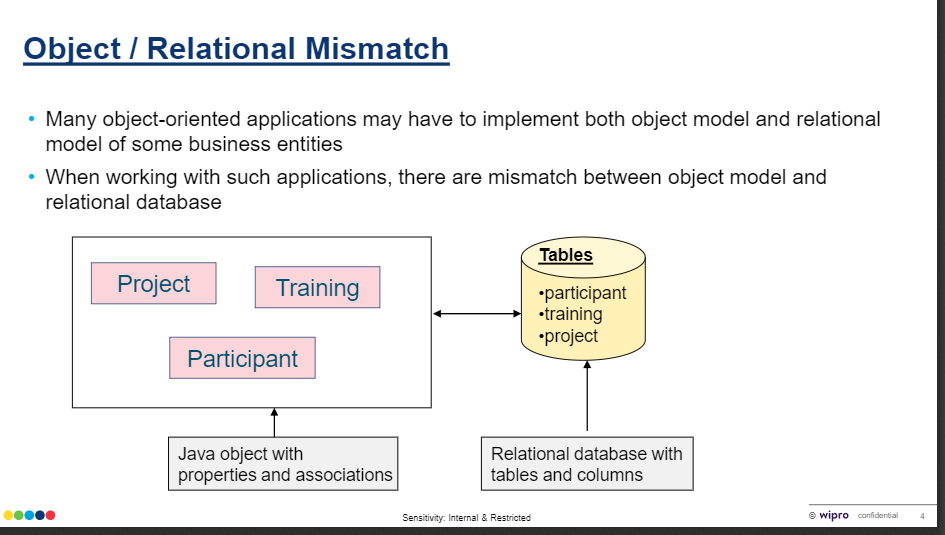 Object / Relational Mismatch
• Many object-oriented applications may have to implement both object model and relational
model of some business entities
• When working with such applications, there are mismatch between object model and
relational database
Project
Training
Participant
Tables
•participant
•training
•project
Java object with
properties and associations
Relational database with
tables and columns
Sensitivity: Internal & Restricted
© wipro confidential 4